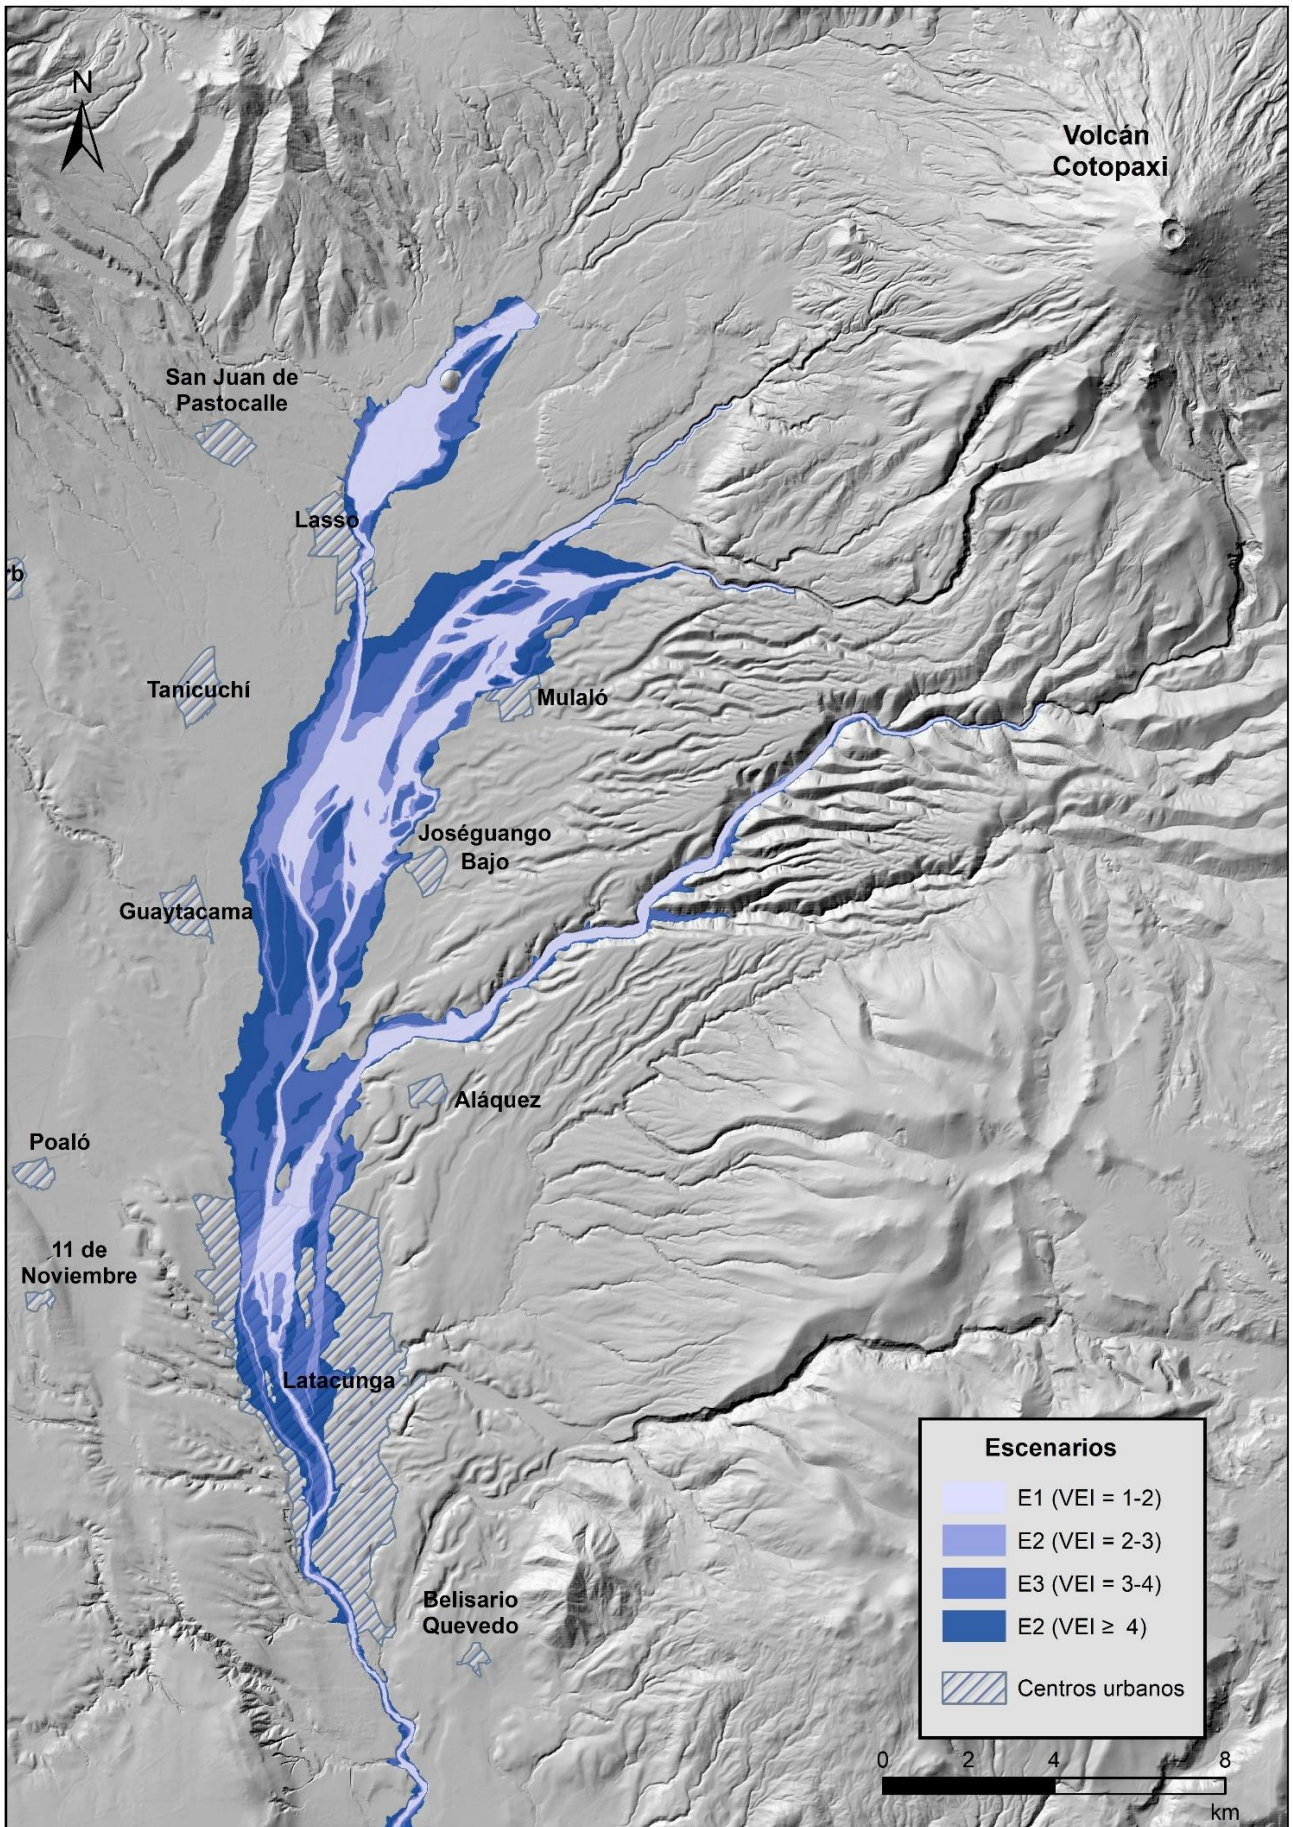 N
Volcán
Cotopaxi
San Juan de
Pastocalle
Lasso
rb
Tanicuchí
Mulaló
Joséguango
Bajo
Guaytacama
Aláquez
Poaló
11 de
Noviembre
Latacunga
Belisario
Quevedo
Escenarios
E1 (VEI = 1-2)
E2 (VEI = 2-3)
E3 (VEI = 3-4)
E2 (VEI ≥ 4)
Centros urbanos
0 2 4 8
km